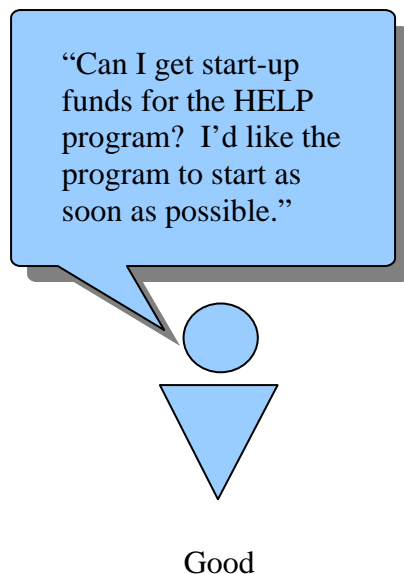 “Can I get start-up
funds for the HELP
program?  I’d like the
program to start as
soon as possible.”
Good